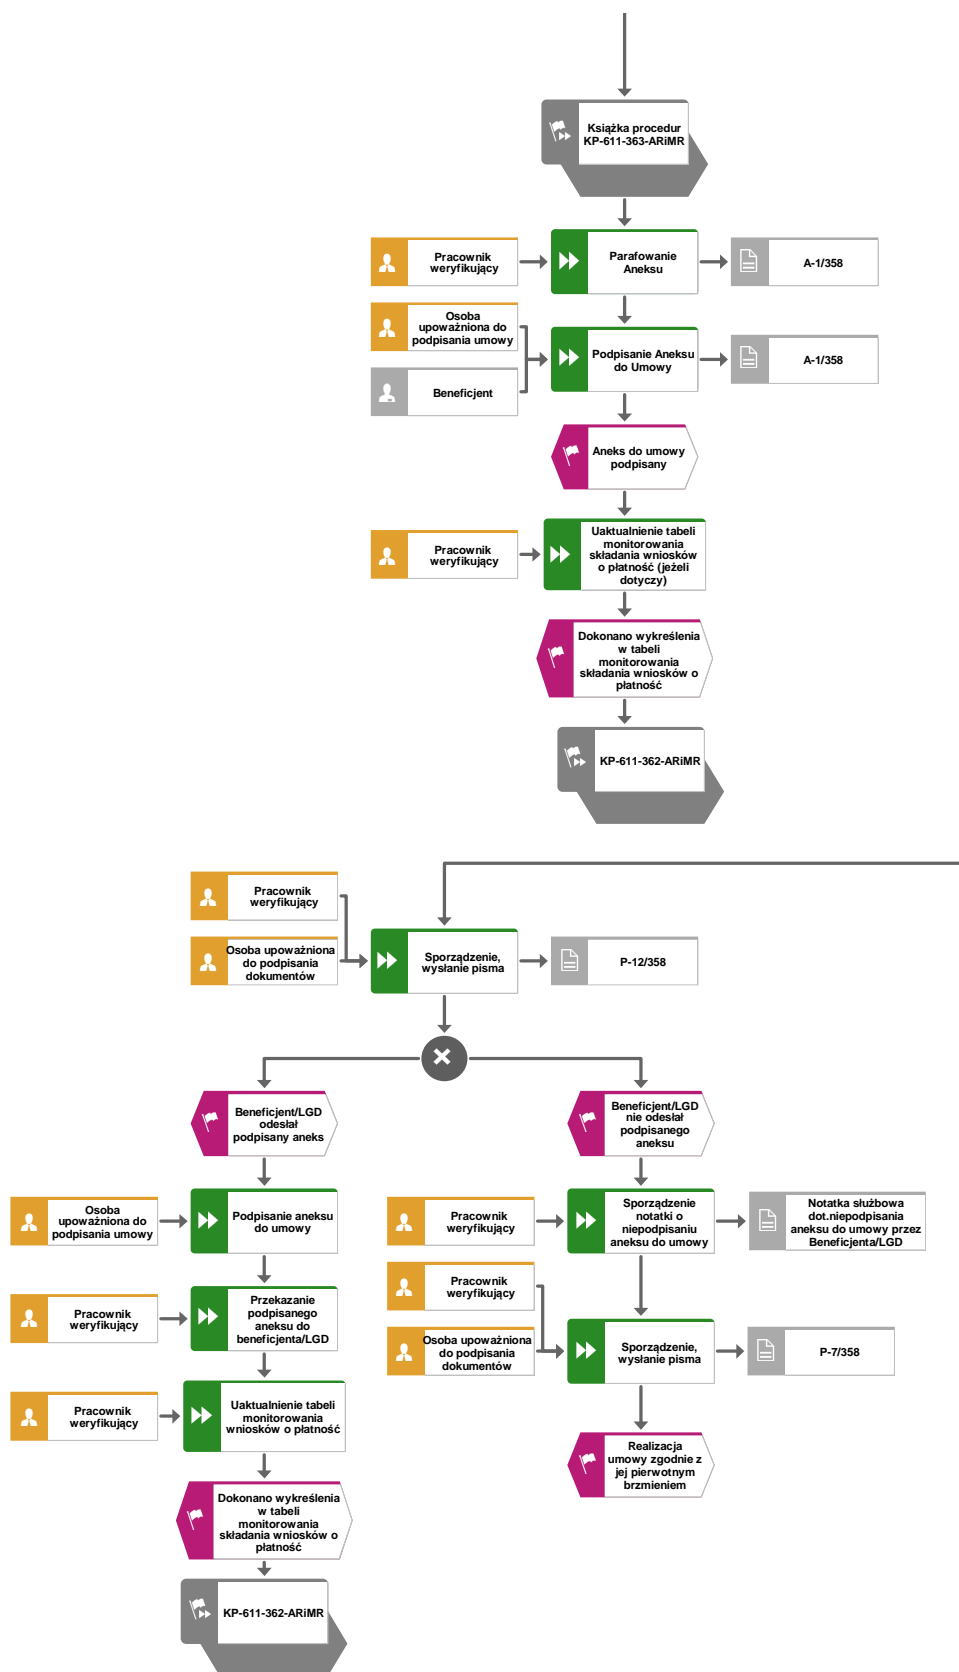 Książka procedur
KP-611-363-ARiMR
Pracownik
weryfikujący
Parafowanie
Aneksu
A-1/358
Osoba
upoważniona do
podpisania umowy
Beneficjent
Podpisanie Aneksu
do Umowy
A-1/358
Aneks do umowy
podpisany
Pracownik
weryfikujący
Uaktualnienie tabeli
monitorowania
składania wniosków
o płatność (jeżeli
dotyczy)
Dokonano wykreślenia
w tabeli
monitorowania
składania wniosków o
płatność
KP-611-362-ARiMR
Pracownik
weryfikujący
Osoba upoważniona
do podpisania
dokumentów
Sporządzenie,
wysłanie pisma
P-12/358
Beneficjent/LGD
odesłał
podpisany aneks
Beneficjent/LGD
nie odesłał
podpisanego
aneksu
Osoba
upoważniona do
podpisania umowy
Podpisanie aneksu
do umowy
Pracownik
weryfikujący
Sporządzenie
notatki o
niepodpisaniu
aneksu do umowy
Notatka służbowa
dot.niepodpisania
aneksu do umowy przez
Beneficjenta/LGD
Pracownik
weryfikujący
Przekazanie
podpisanego
aneksu do
beneficjenta/LGD
Pracownik
weryfikujący
Osoba upoważniona
do podpisania
dokumentów
Sporządzenie,
wysłanie pisma
P-7/358
Pracownik
weryfikujący
Uaktualnienie tabeli
monitorowania
wniosków o płatność
Realizacja
umowy zgodnie z
jej pierwotnym
brzmieniem
Dokonano wykreślenia
w tabeli
monitorowania
składania wniosków o
płatność
KP-611-362-ARiMR